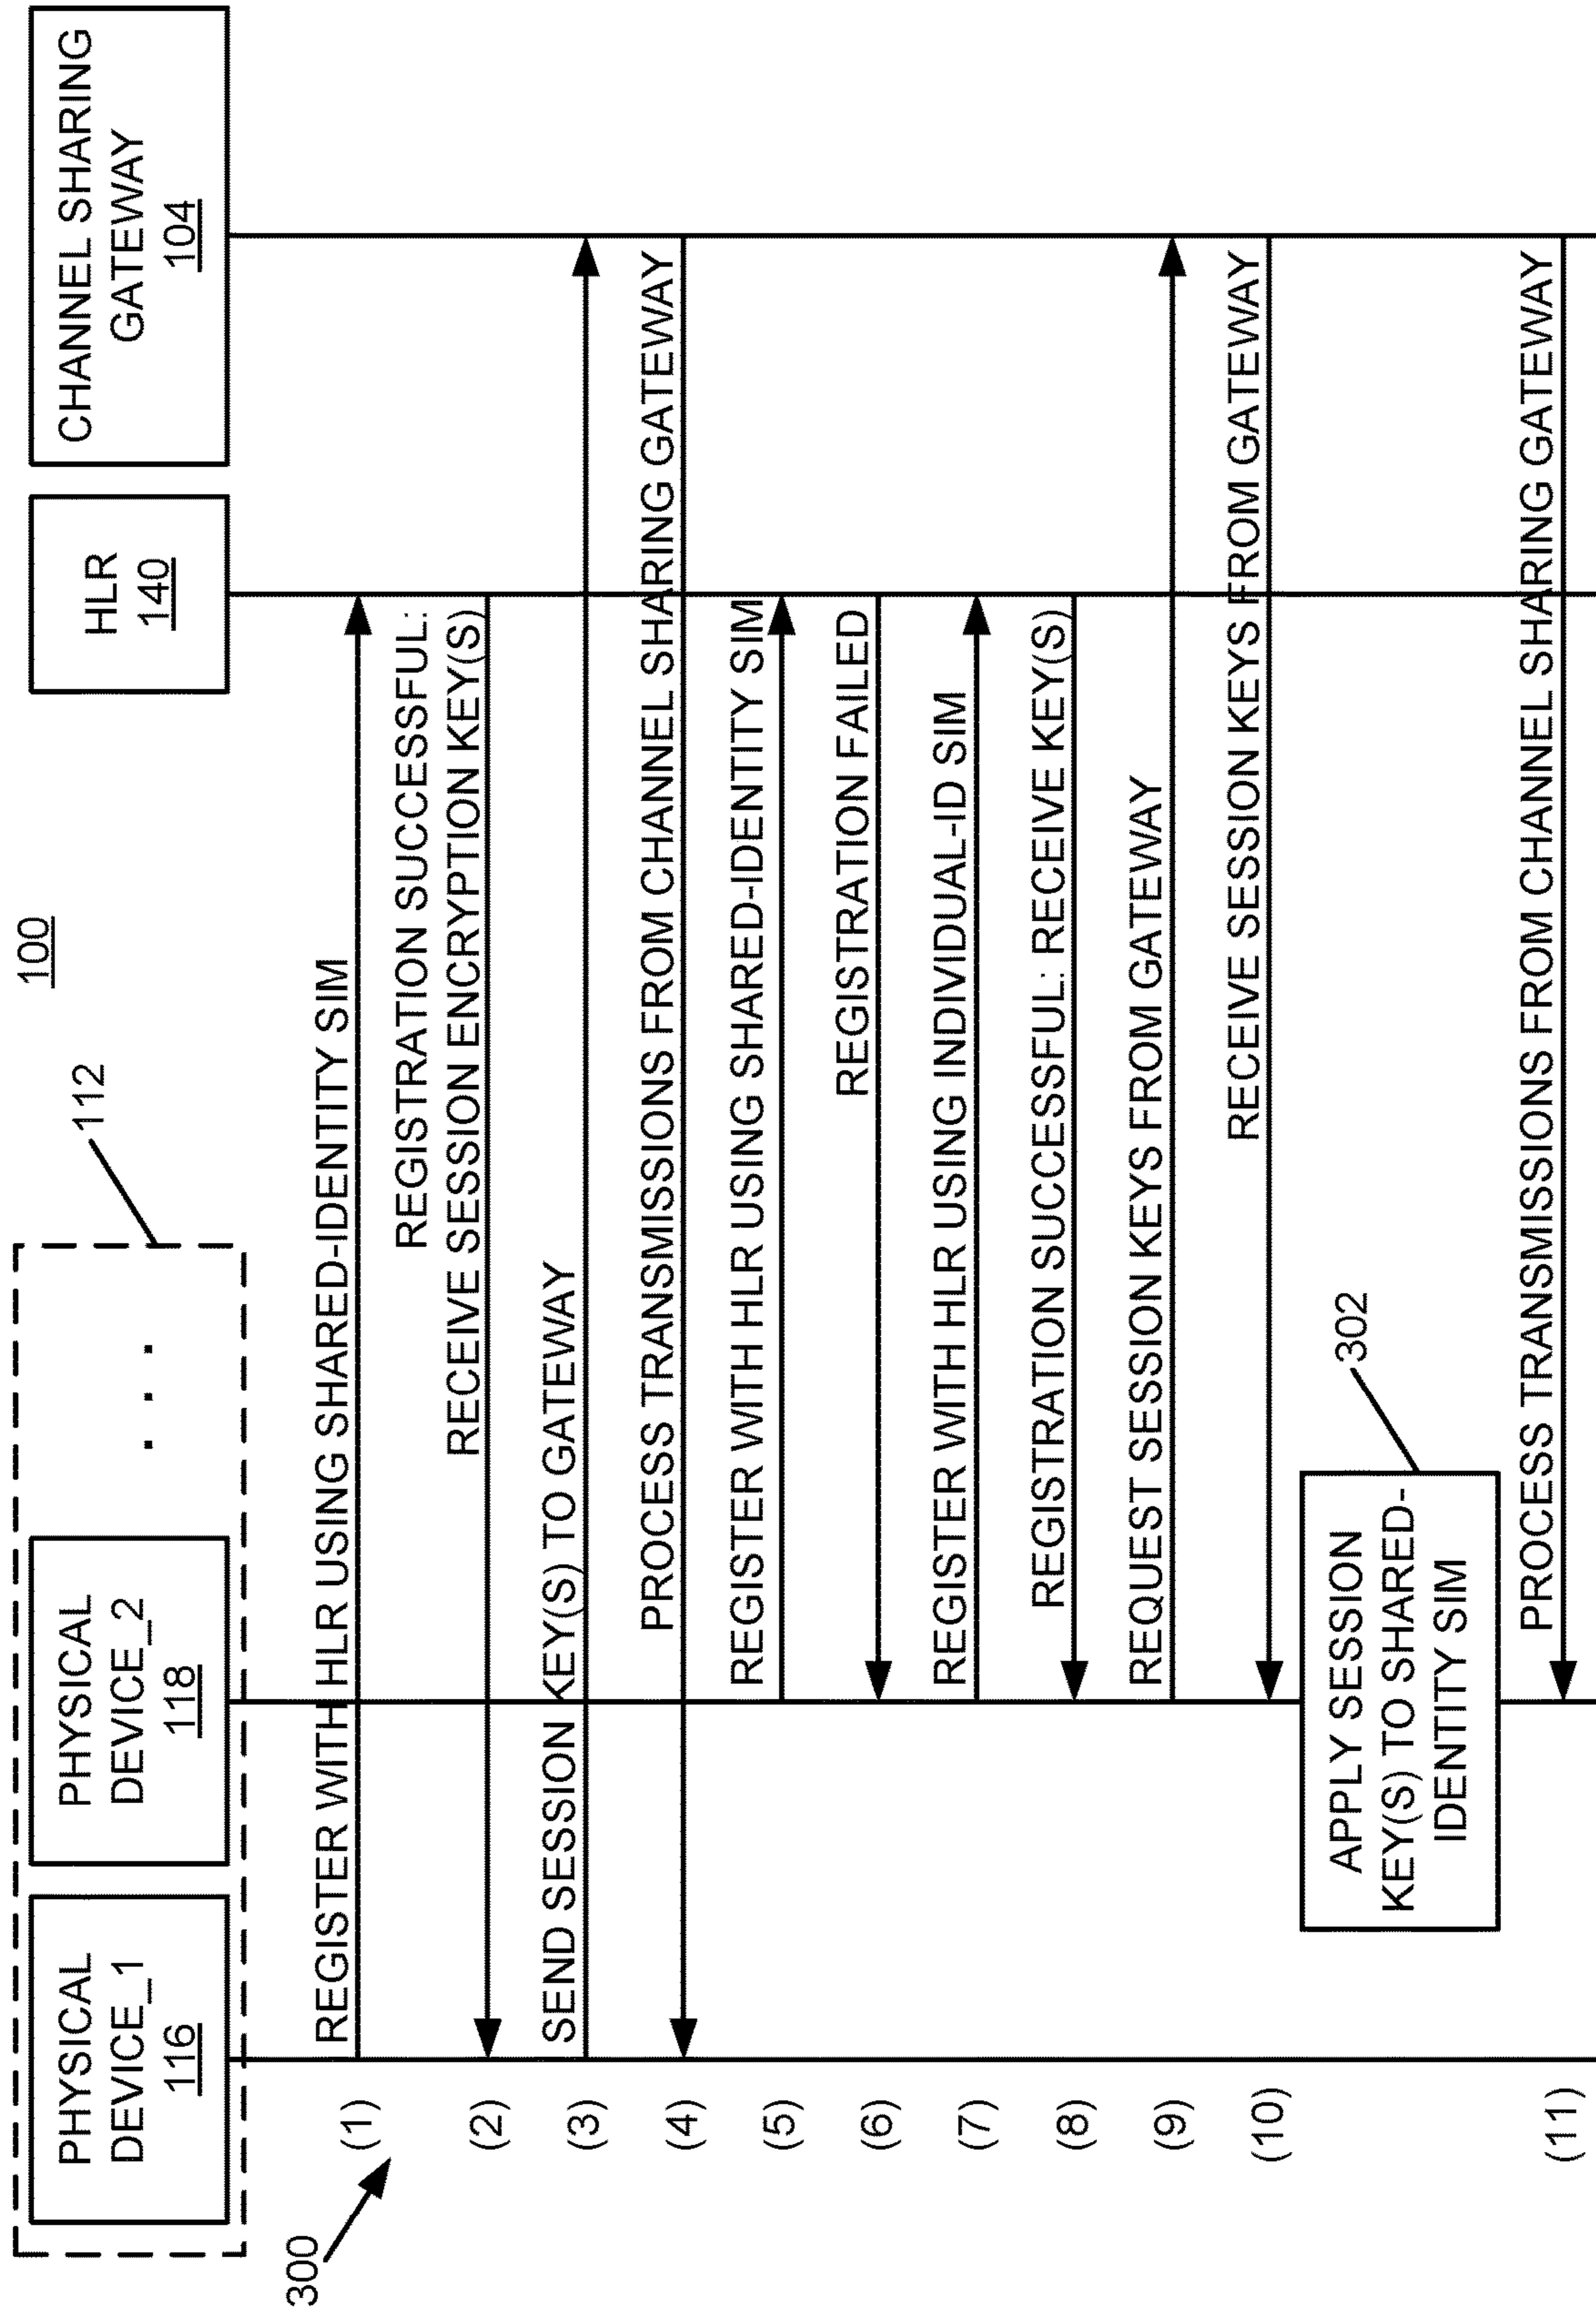 100
112
PHYSICAL
DEVICE_1
116
PHYSICAL
DEVICE_2
118
. . .
HLR
140
CHANNEL SHARING
GATEWAY
104
300
(1)
REGISTER WITH HLR USING SHARED-IDENTITY SIM
REGISTRATION SUCCESSFUL:
(2)
RECEIVE SESSION ENCRYPTION KEY(S)
(3)
SEND SESSION KEY(S) TO GATEWAY
(4)
PROCESS TRANSMISSIONS FROM CHANNEL SHARING GATEWAY
(5)
REGISTER WITH HLR USING SHARED-IDENTITY SIM
(6)
REGISTRATION FAILED
(7)
REGISTER WITH HLR USING INDIVIDUAL-ID SIM
(8)
REGISTRATION SUCCESSFUL: RECEIVE KEY(S)
(9)
REQUEST SESSION KEYS FROM GATEWAY
(10)
RECEIVE SESSION KEYS FROM GATEWAY
302
APPLY SESSION
KEY(S) TO SHARED-
IDENTITY SIM
(11)
PROCESS TRANSMISSIONS FROM CHANNEL SHARING GATEWAY